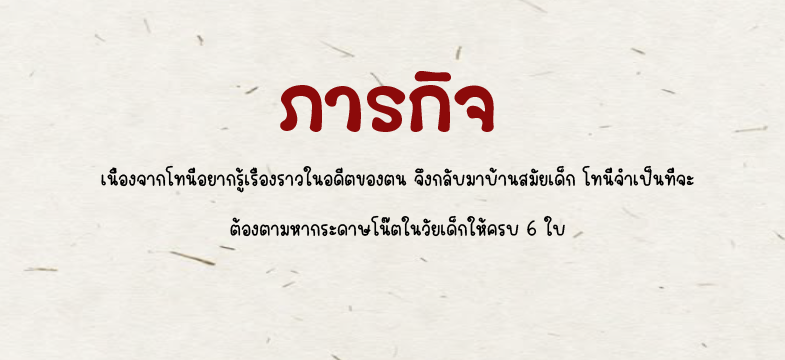 ภารกิจ
เนื่องจากโทนี่อยากรู้เรื่องราวในอดีตของตน จึงกลับมาบ้านสมัยเด็ก โทนี่จำเป็นที่จะ
ต้องตามหากระดาษโน๊ตในวัยเด็กให้ครบ 6 ใบ